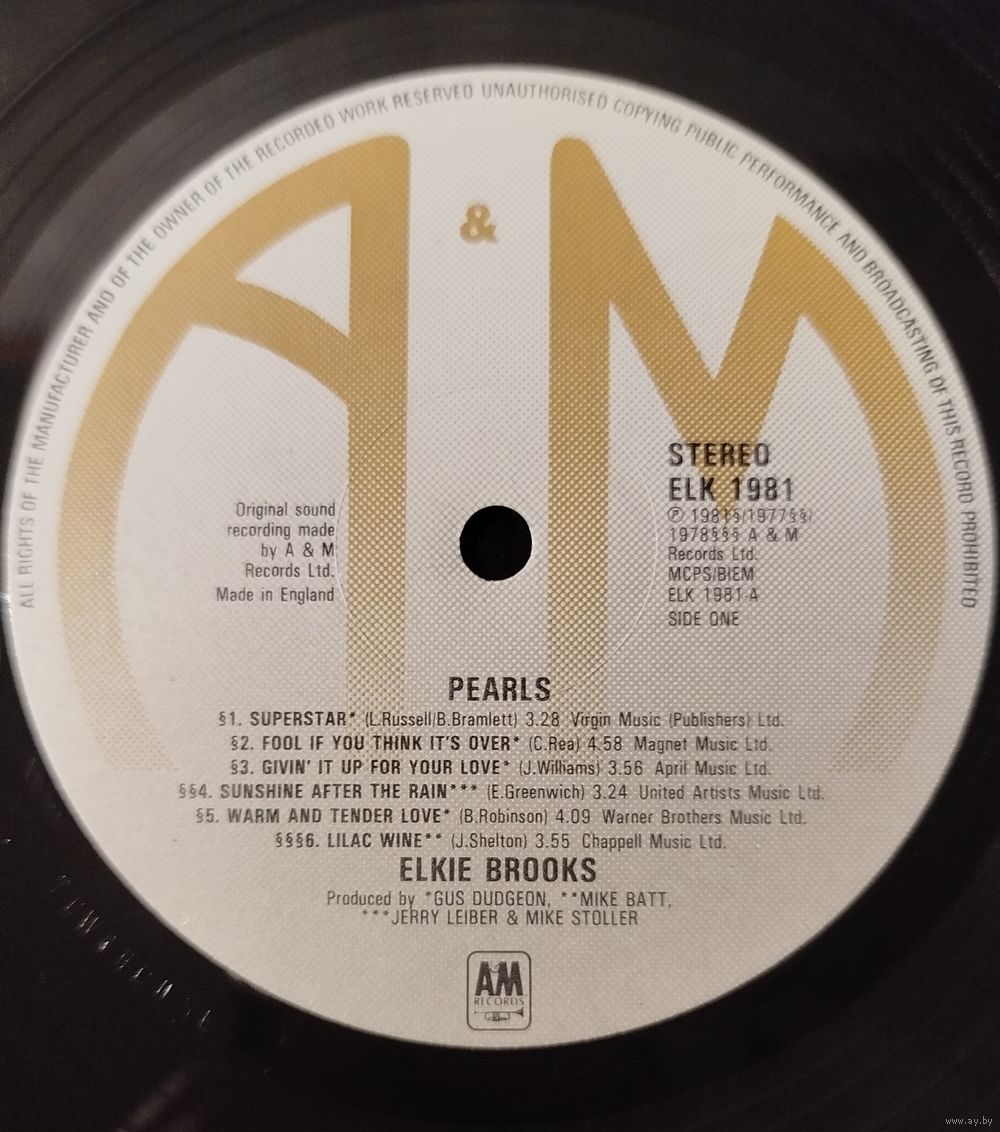 ALL RIGHTS OF THE MANUFACTURER AND OF THE OWNER OF THE RECORDED WORK RESERVED UNAUTHORISED COPYING PUBLIC PERFORMANCE AND BROADCASTING OF THIS RECORD PROHIBITED
A & M
Original sound
recording made
by A & M
Records Ltd.
Made in England
STEREO
ELK 1981
℗ 1981§/1977§§/
1978§§§ A & M
Records Ltd.
MCPS/BIEM
ELK 1981-A
SIDE ONE
PEARLS
§1. SUPERSTAR* (L.Russell/B.Bramlett) 3.28 Virgin Music (Publishers) Ltd.
§2. FOOL IF YOU THINK IT'S OVER* (C.Rea) 4.58 Magnet Music Ltd.
§3. GIVIN' IT UP FOR YOUR LOVE* (J.Williams) 3.56 April Music Ltd.
§§4. SUNSHINE AFTER THE RAIN*** (E.Greenwich) 3.24 United Artists Music Ltd.
§5. WARM AND TENDER LOVE* (B.Robinson) 4.09 Warner Brothers Music Ltd.
§§§6. LILAC WINE** (J.Shelton) 3.55 Chappell Music Ltd.
ELKIE BROOKS
Produced by *GUS DUDGEON, **MIKE BATT,
***JERRY LEIBER & MIKE STOLLER
A&M
RECORDS
www.ay.by